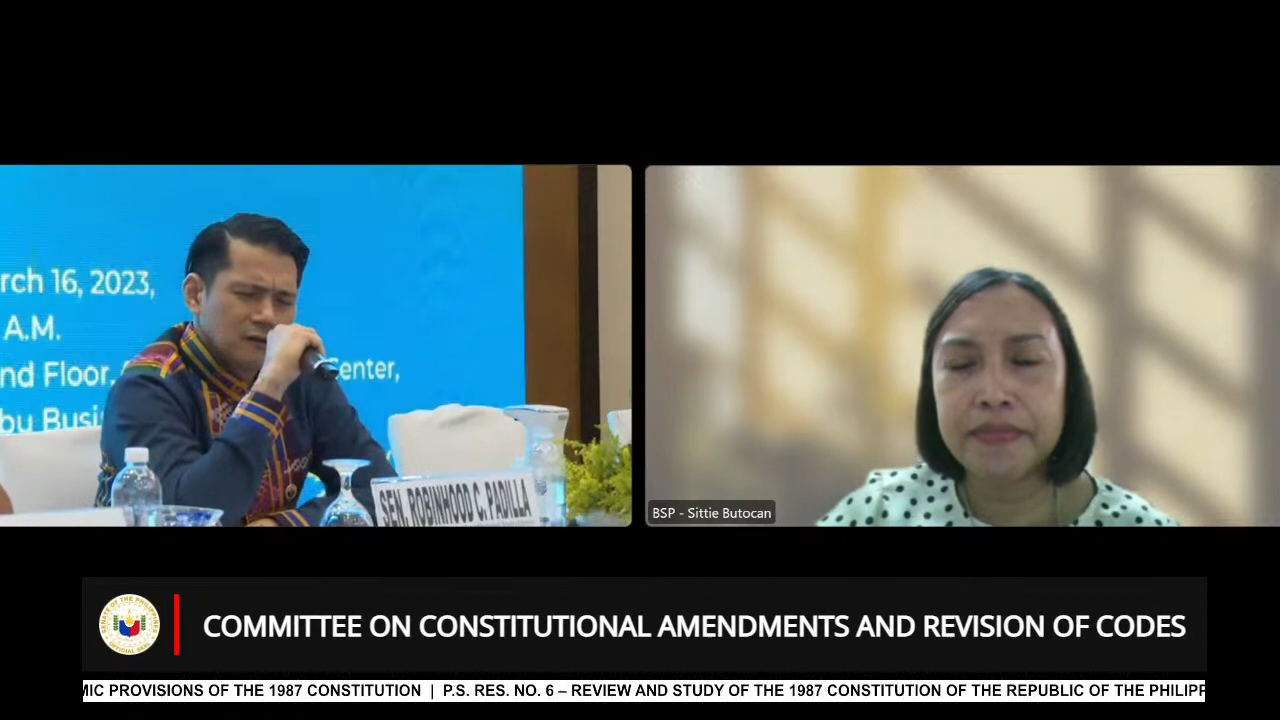 rch 16, 2023,
A.M.
nd Floor,
enter,
bu Busi
SEN. ROBINHOOD C. PADILLA
BSP - Sittie Butocan
COMMITTEE ON CONSTITUTIONAL AMENDMENTS AND REVISION OF CODES
MIC PROVISIONS OF THE 1987 CONSTITUTION | P.S. RES. NO. 6 – REVIEW AND STUDY OF THE 1987 CONSTITUTION OF THE REPUBLIC OF THE PHILIPP